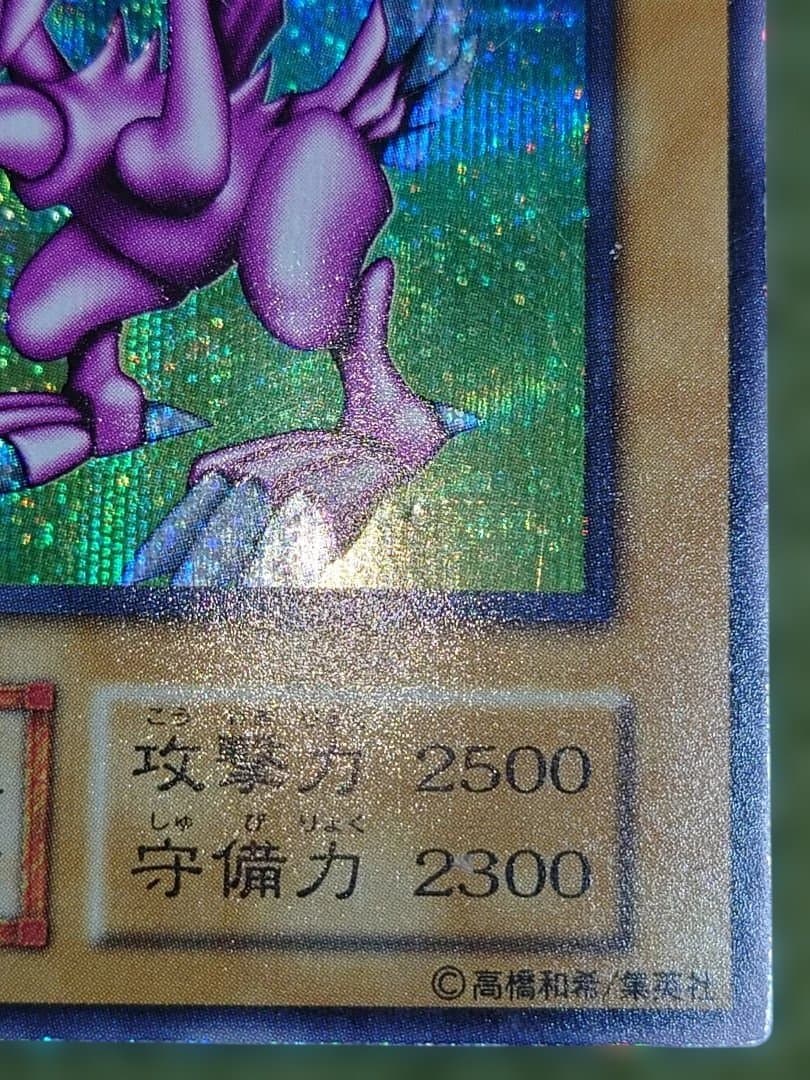 こう げき りょく
攻撃力 2500
しゅ び りょく
守備力 2300
©高橋和希/集英社